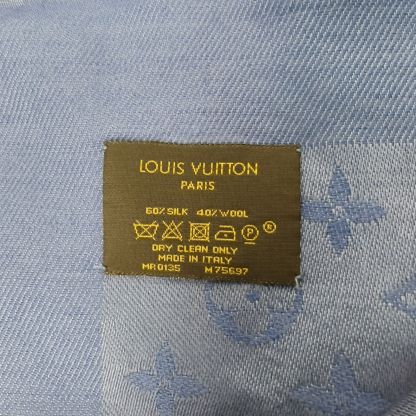 LOUIS VUITTON
PARIS
60% SILK 40% WOOL
P ®
DRY CLEAN ONLY
MADE IN ITALY
MR0135 M75697